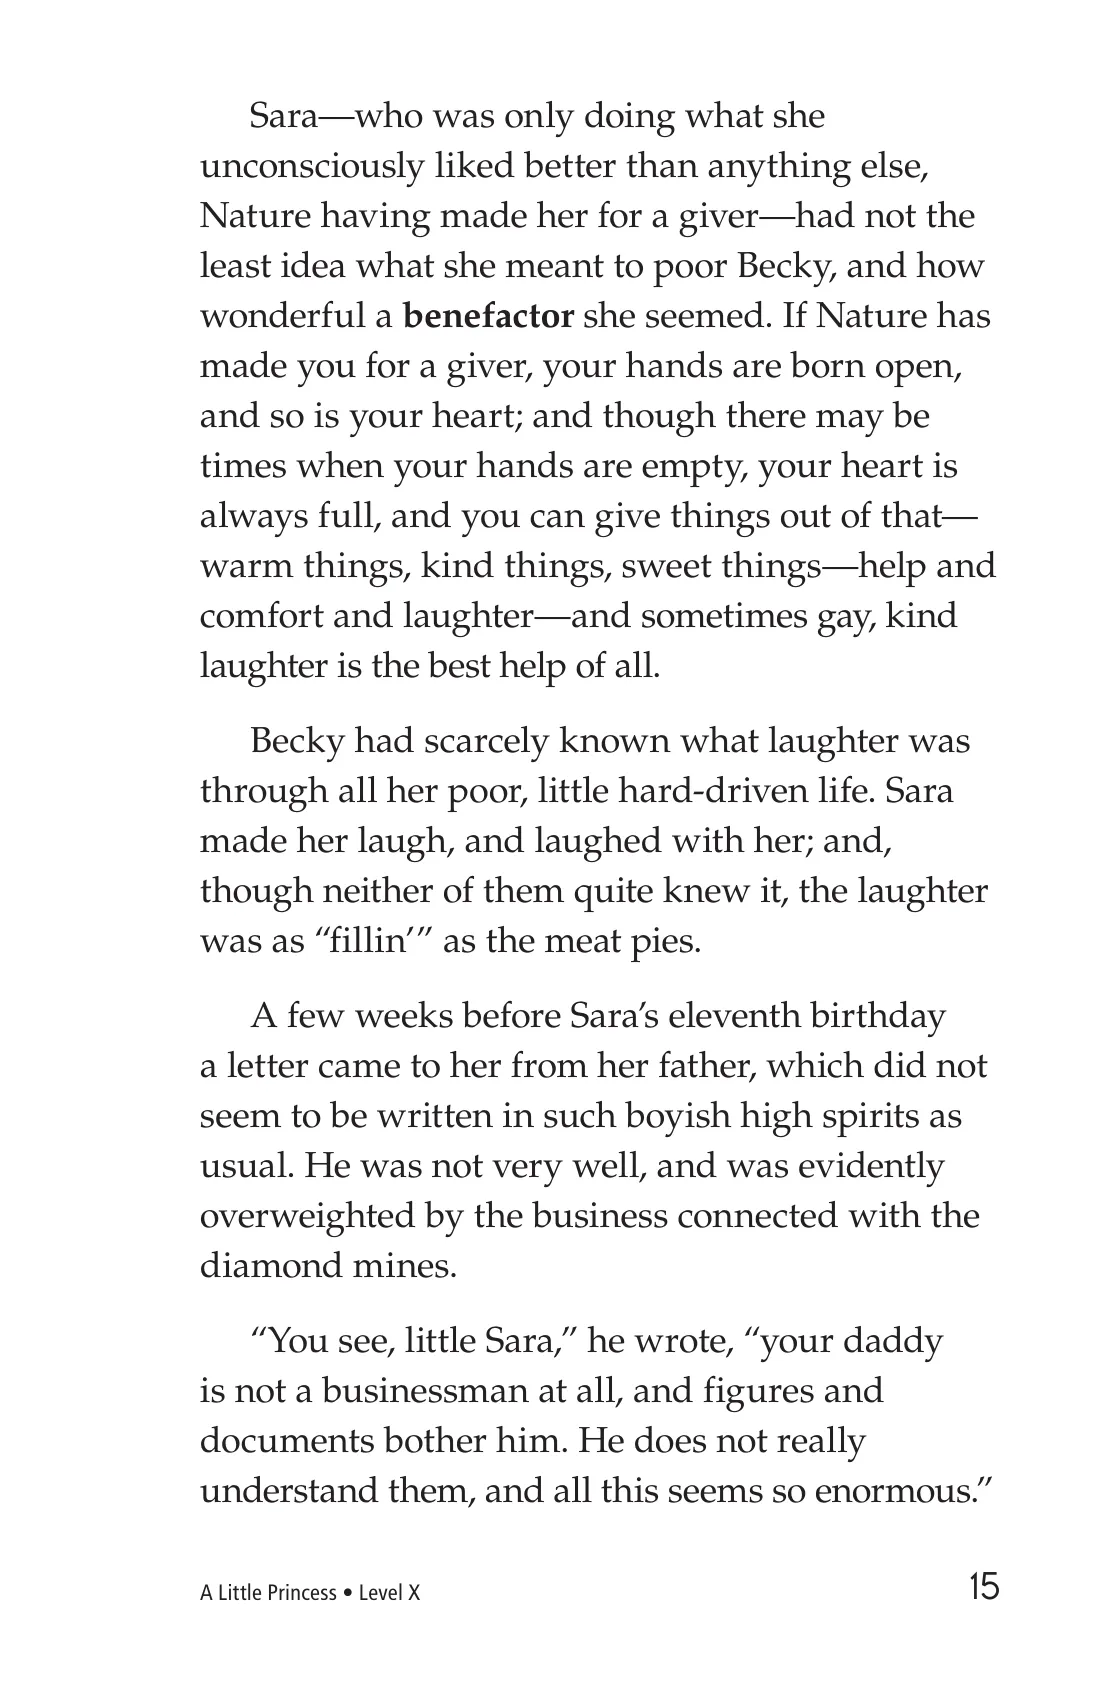 Sara—who was only doing what she
unconsciously liked better than anything else,
Nature having made her for a giver—had not the
least idea what she meant to poor Becky, and how
wonderful a benefactor she seemed. If Nature has
made you for a giver, your hands are born open,
and so is your heart; and though there may be
times when your hands are empty, your heart is
always full, and you can give things out of that—
warm things, kind things, sweet things—help and
comfort and laughter—and sometimes gay, kind
laughter is the best help of all.
Becky had scarcely known what laughter was
through all her poor, little hard-driven life. Sara
made her laugh, and laughed with her; and,
though neither of them quite knew it, the laughter
was as “fillin’” as the meat pies.
A few weeks before Sara’s eleventh birthday
a letter came to her from her father, which did not
seem to be written in such boyish high spirits as
usual. He was not very well, and was evidently
overweighted by the business connected with the
diamond mines.
“You see, little Sara,” he wrote, “your daddy
is not a businessman at all, and figures and
documents bother him. He does not really
understand them, and all this seems so enormous.”
A Little Princess • Level X
15